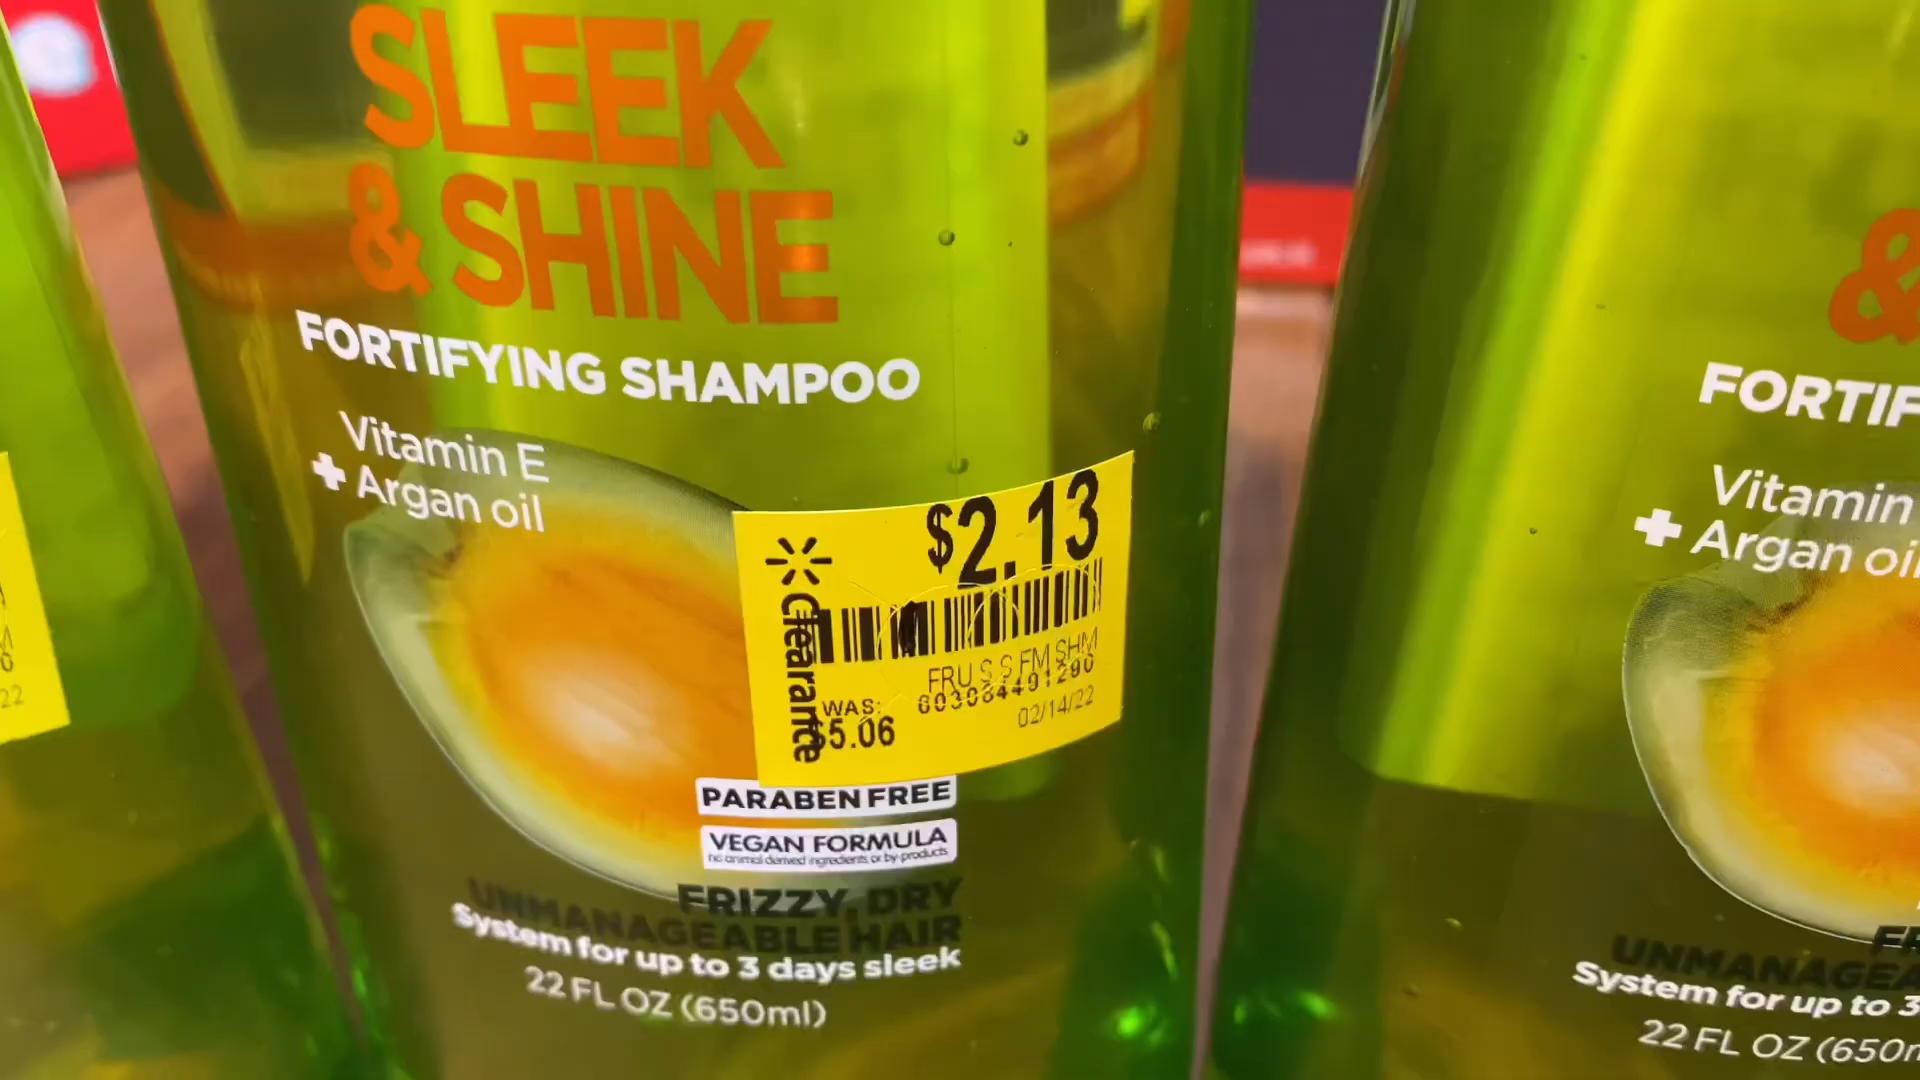 SLEEK
& SHINE
FORTIFYING SHAMPOO
Vitamin E
+ Argan oil
$2.13
Clearance
FRU S S FM SHM
003084401290
WAS:
$5.06
02/14/22
PARABEN FREE
VEGAN FORMULA
no animal derived ingredients or by-products
FRIZZY, DRY
UNMANAGEABLE HAIR
System for up to 3 days sleek
22 FL OZ (650ml)
&
FORTIF
Vitamin
+ Argan oil
FR
UNMANAGEA
System for up to 3
22 FL OZ (650m
22